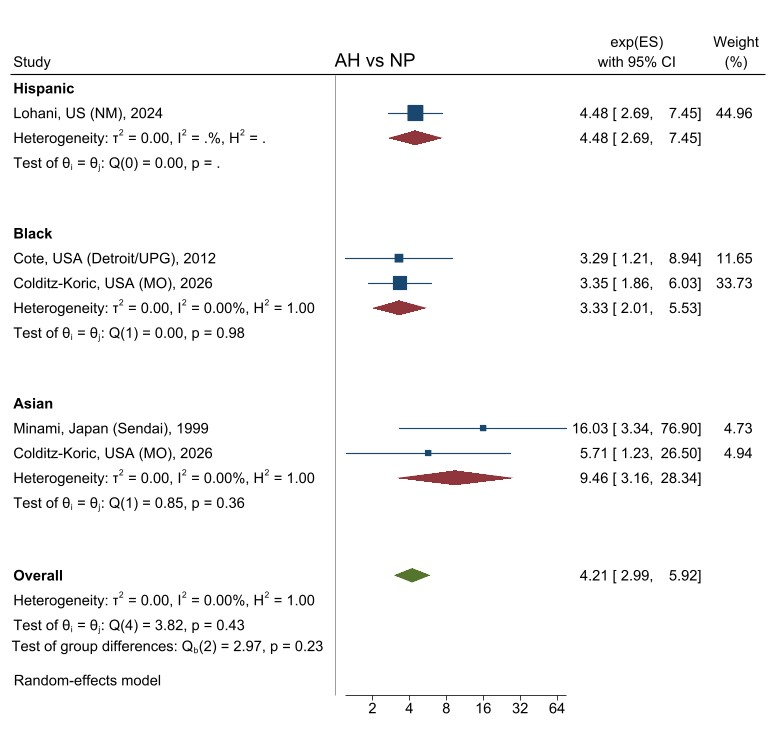 exp(ES) Weight
Study AH vs NP with 95% CI (%)
Hispanic
Lohani, US (NM), 2024 4.48 [ 2.69, 7.45] 44.96
Heterogeneity: τ² = 0.00, I² = .%, H² = . 4.48 [ 2.69, 7.45]
Test of θᵢ = θⱼ: Q(0) = 0.00, p = .
Black
Cote, USA (Detroit/UPG), 2012 3.29 [ 1.21, 8.94] 11.65
Colditz-Koric, USA (MO), 2026 3.35 [ 1.86, 6.03] 33.73
Heterogeneity: τ² = 0.00, I² = 0.00%, H² = 1.00 3.33 [ 2.01, 5.53]
Test of θᵢ = θⱼ: Q(1) = 0.00, p = 0.98
Asian
Minami, Japan (Sendai), 1999 16.03 [ 3.34, 76.90] 4.73
Colditz-Koric, USA (MO), 2026 5.71 [ 1.23, 26.50] 4.94
Heterogeneity: τ² = 0.00, I² = 0.00%, H² = 1.00 9.46 [ 3.16, 28.34]
Test of θᵢ = θⱼ: Q(1) = 0.85, p = 0.36
Overall 4.21 [ 2.99, 5.92]
Heterogeneity: τ² = 0.00, I² = 0.00%, H² = 1.00
Test of θᵢ = θⱼ: Q(4) = 3.82, p = 0.43
Test of group differences: Q_b(2) = 2.97, p = 0.23
Random-effects model
2 4 8 16 32 64